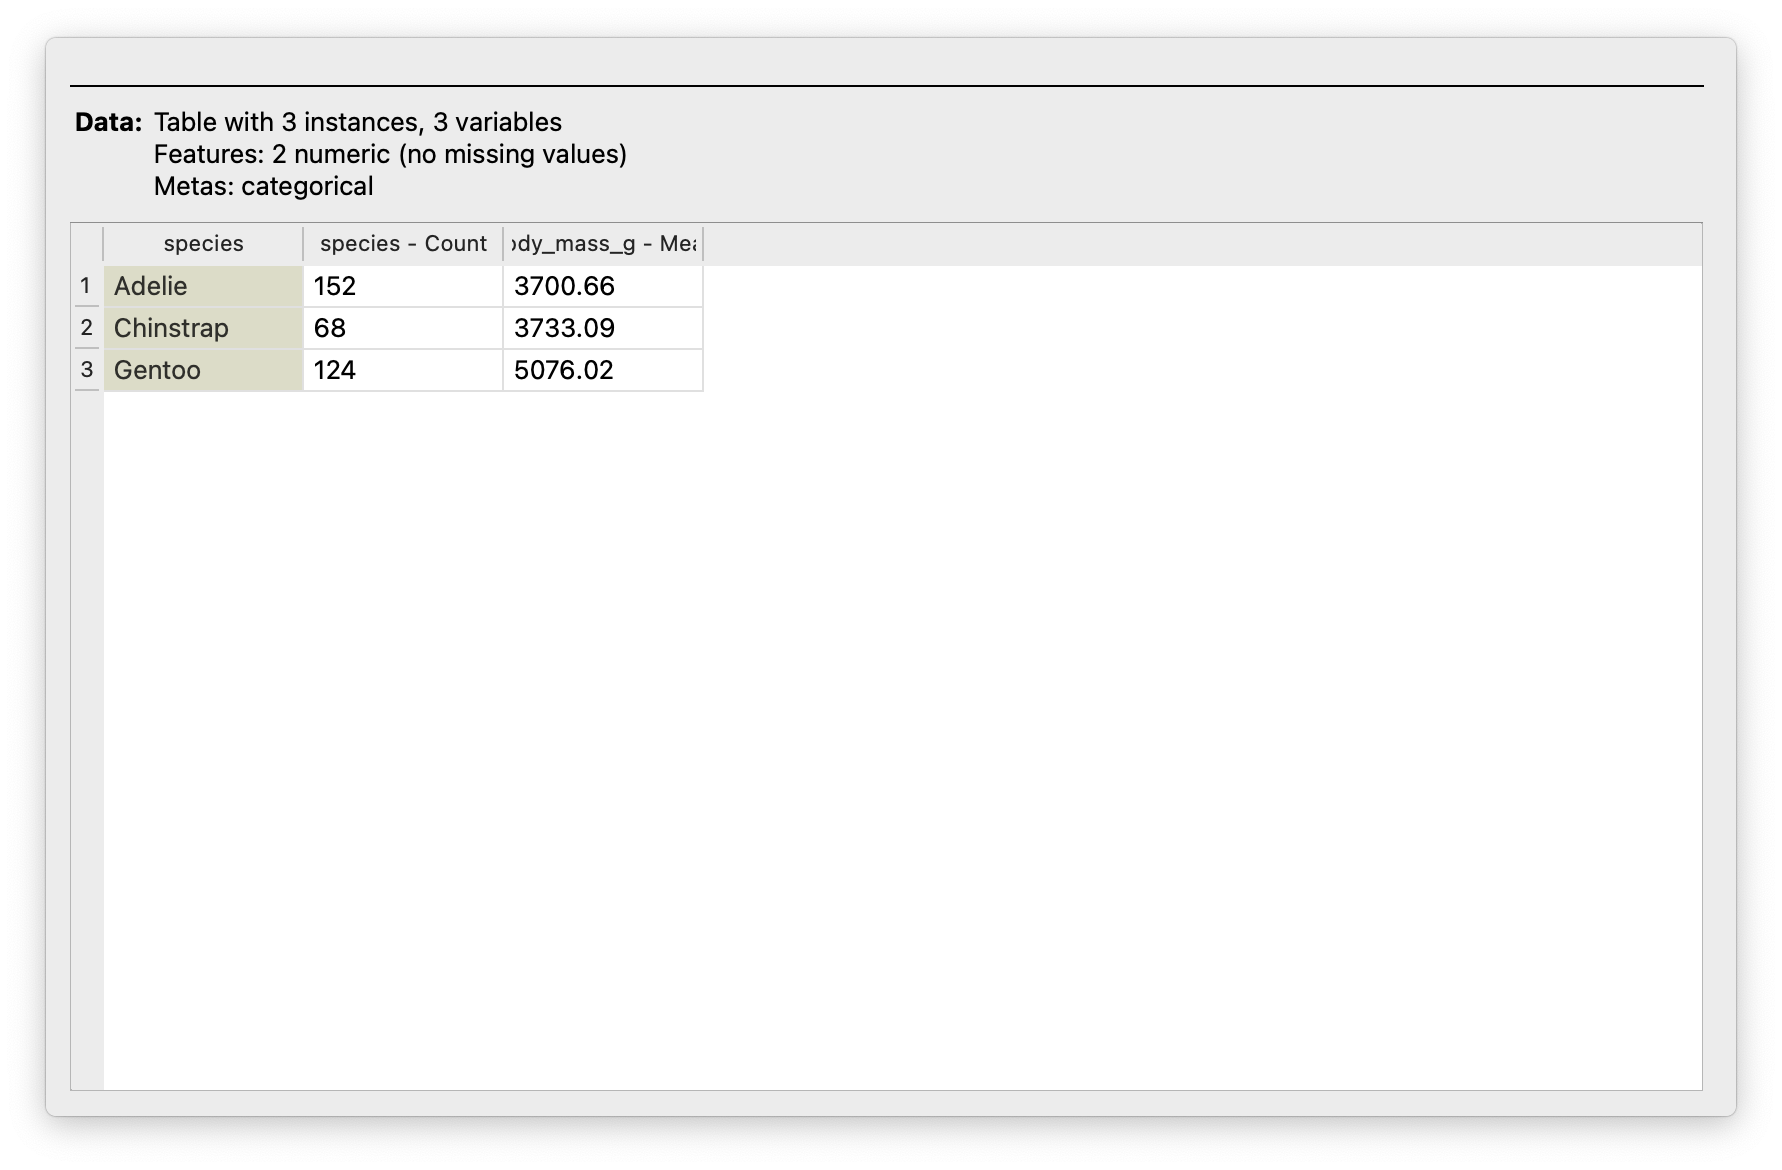 Data: Table with 3 instances, 3 variables
Features: 2 numeric (no missing values)
Metas: categorical
species species - Count ody_mass_g - Mea
1 Adelie 152 3700.66
2 Chinstrap 68 3733.09
3 Gentoo 124 5076.02